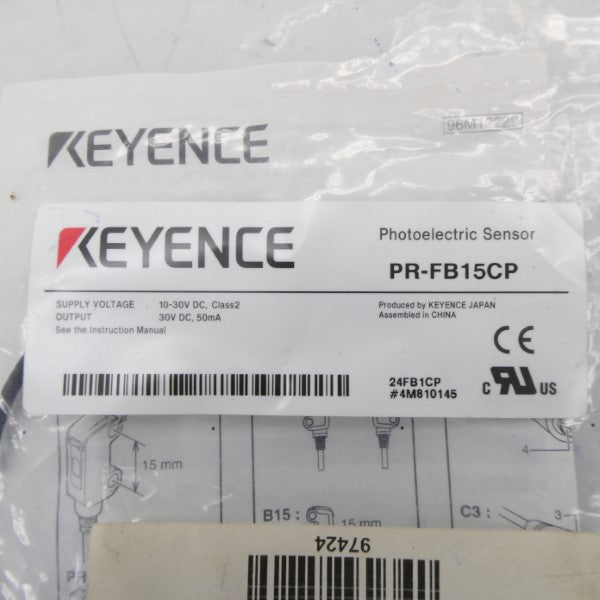 96M12228
KEYENCE
KEYENCE
Photoelectric Sensor
PR-FB15CP
SUPPLY VOLTAGE 10-30V DC, Class2
OUTPUT 30V DC, 50mA
See the Instruction Manual
Produced by KEYENCE JAPAN
Assembled in CHINA
CE
24FB1CP
#4M810145
C RU US
15 mm
4
B15 :
15 mm
C3 :
3
97424
PR